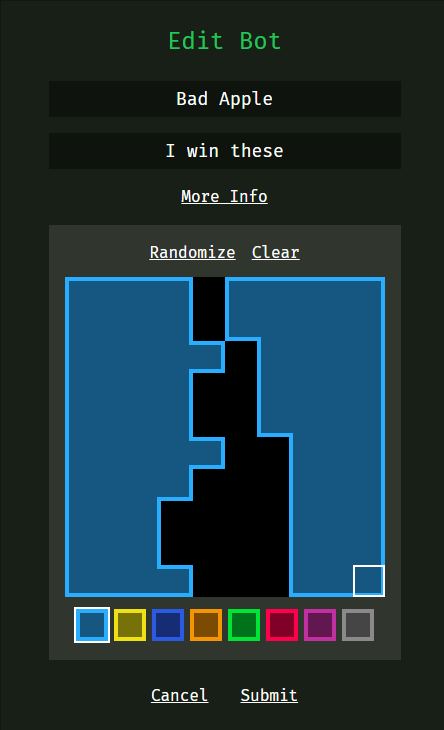 Edit Bot
Bad Apple
I win these
More Info
Randomize Clear
Cancel Submit